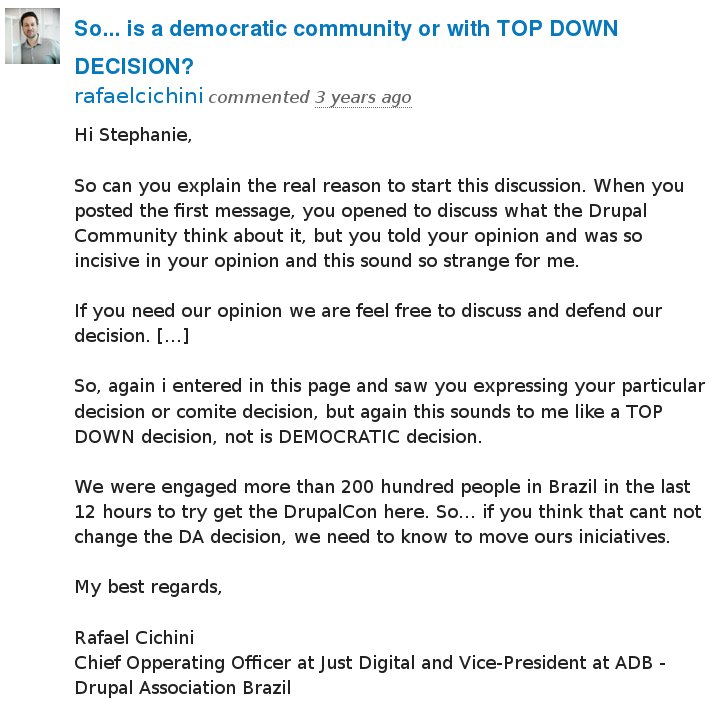 So... is a democratic community or with TOP DOWN
DECISION?
rafaelcichini commented 3 years ago
Hi Stephanie,
So can you explain the real reason to start this discussion. When you
posted the first message, you opened to discuss what the Drupal
Community think about it, but you told your opinion and was so
incisive in your opinion and this sound so strange for me.
If you need our opinion we are feel free to discuss and defend our
decision. [...]
So, again i entered in this page and saw you expressing your particular
decision or comite decision, but again this sounds to me like a TOP
DOWN decision, not is DEMOCRATIC decision.
We were engaged more than 200 hundred people in Brazil in the last
12 hours to try get the DrupalCon here. So... if you think that cant not
change the DA decision, we need to know to move ours iniciatives.
My best regards,
Rafael Cichini
Chief Opperating Officer at Just Digital and Vice-President at ADB -
Drupal Association Brazil